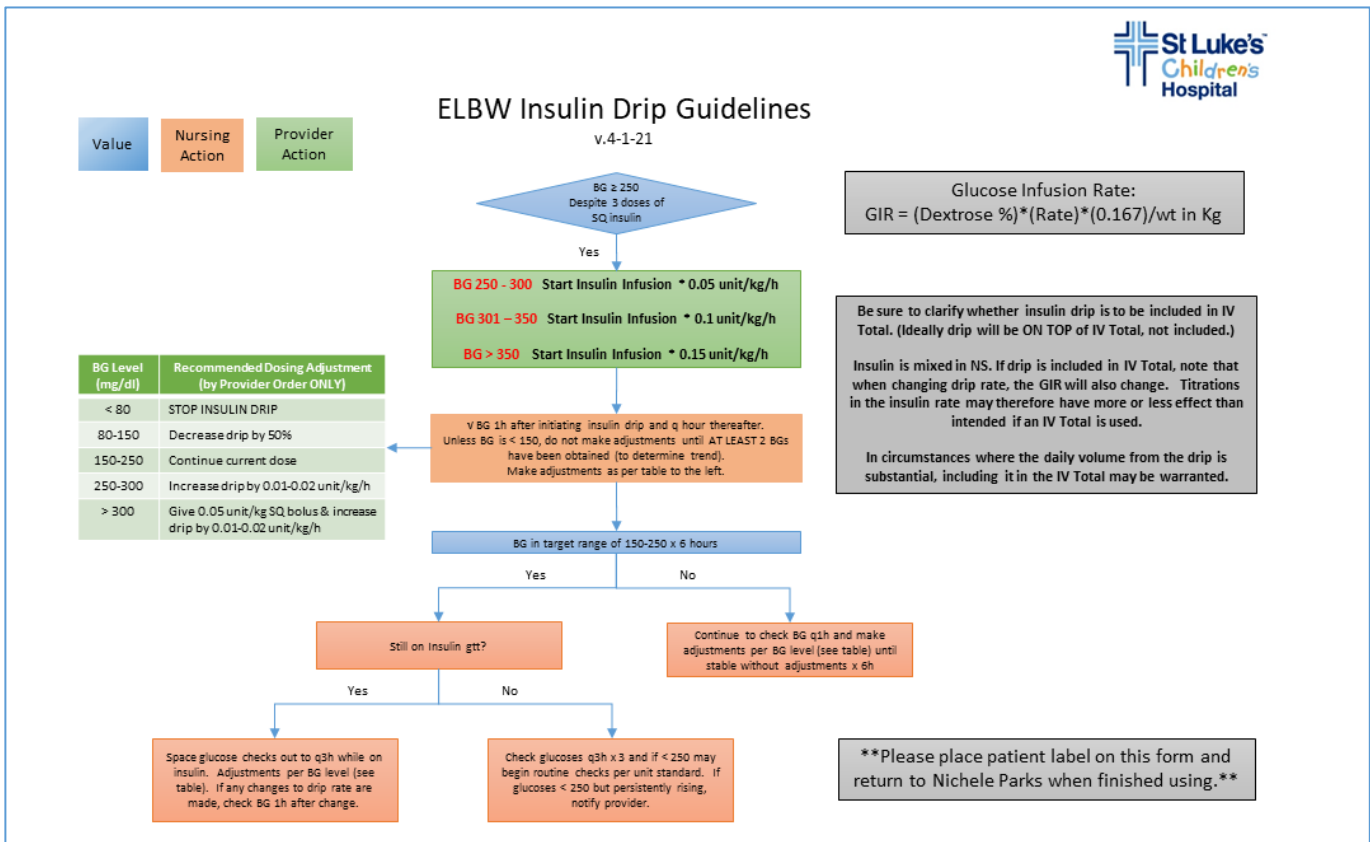 St Luke's™
Children's
Hospital
ELBW Insulin Drip Guidelines
v.4-1-21
Value
Nursing
Action
Provider
Action
BG ≥ 250
Despite 3 doses of
SQ insulin
Glucose Infusion Rate:
GIR = (Dextrose %)*(Rate)*(0.167)/wt in Kg
Yes
BG 250 - 300 Start Insulin Infusion * 0.05 unit/kg/h
BG 301 – 350 Start Insulin Infusion * 0.1 unit/kg/h
BG > 350 Start Insulin Infusion * 0.15 unit/kg/h
Be sure to clarify whether insulin drip is to be included in IV
Total. (Ideally drip will be ON TOP of IV Total, not included.)
Insulin is mixed in NS. If drip is included in IV Total, note that
when changing drip rate, the GIR will also change. Titrations
in the insulin rate may therefore have more or less effect than
intended if an IV Total is used.
In circumstances where the daily volume from the drip is
substantial, including it in the IV Total may be warranted.
BG Level
(mg/dl)
Recommended Dosing Adjustment
(by Provider Order ONLY)
< 80 STOP INSULIN DRIP
80-150 Decrease drip by 50%
150-250 Continue current dose
250-300 Increase drip by 0.01-0.02 unit/kg/h
> 300 Give 0.05 unit/kg SQ bolus & increase
drip by 0.01-0.02 unit/kg/h
√ BG 1h after initiating insulin drip and q hour thereafter.
Unless BG is < 150, do not make adjustments until AT LEAST 2 BGs
have been obtained (to determine trend).
Make adjustments as per table to the left.
BG in target range of 150-250 x 6 hours
Yes
No
Still on Insulin gtt?
Continue to check BG q1h and make
adjustments per BG level (see table) until
stable without adjustments x 6h
Yes
No
Space glucose checks out to q3h while on
insulin. Adjustments per BG level (see
table). If any changes to drip rate are
made, check BG 1h after change.
Check glucoses q3h x 3 and if < 250 may
begin routine checks per unit standard. If
glucoses < 250 but persistently rising,
notify provider.
**Please place patient label on this form and
return to Nichele Parks when finished using.**